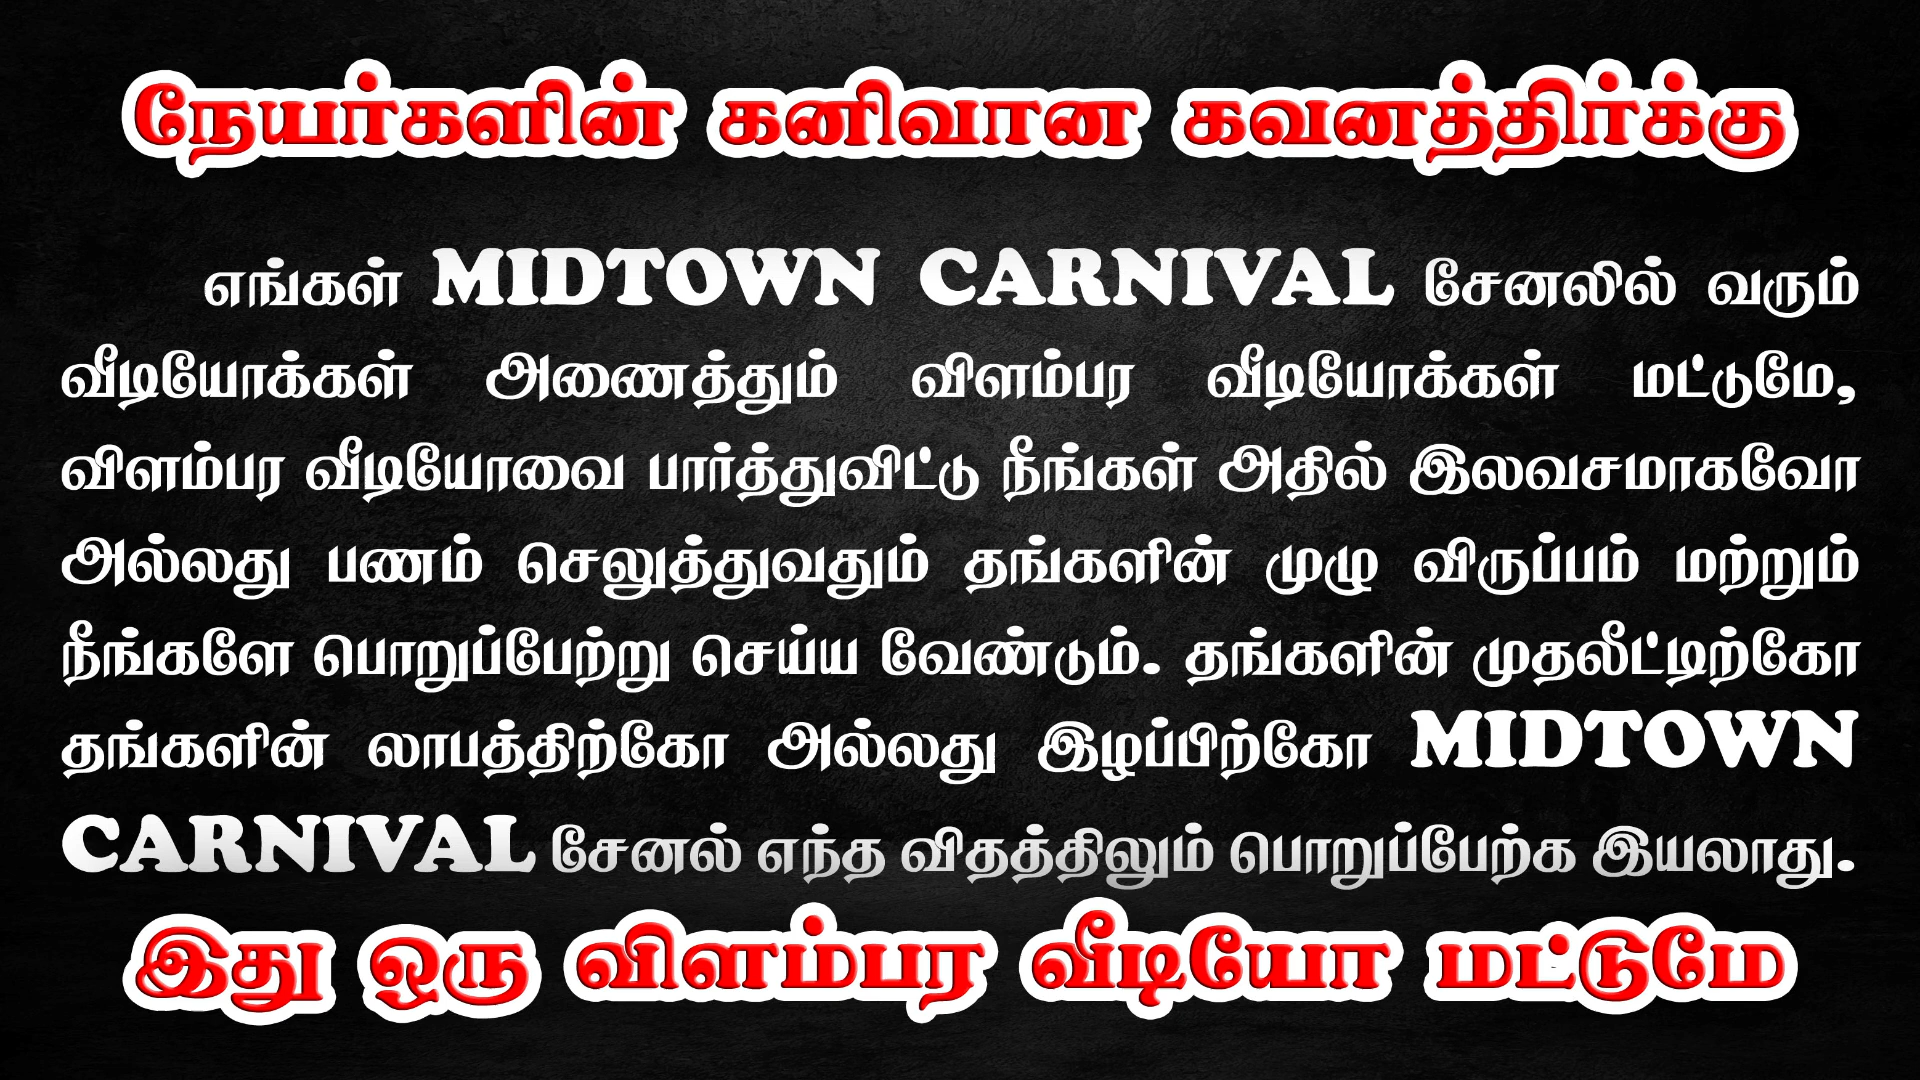 நேயர்களின் கனிவான கவனத்திர்க்கு
எங்கள் MIDTOWN CARNIVAL சேனலில் வரும்
வீடியோக்கள் அனைத்தும் விளம்பர வீடியோக்கள் மட்டுமே,
விளம்பர வீடியோவை பார்த்துவிட்டு நீங்கள் அதில் இலவசமாகவோ
அல்லது பணம் செலுத்துவதும் தங்களின் முழு விருப்பம் மற்றும்
நீங்களே பொறுப்பேற்று செய்ய வேண்டும். தங்களின் முதலீட்டிற்கோ
தங்களின் லாபத்திற்கோ அல்லது இழப்பிற்கோ MIDTOWN
CARNIVAL சேனல் எந்த விதத்திலும் பொறுப்பேற்க இயலாது.
இது ஒரு விளம்பர வீடியோ மட்டுமே